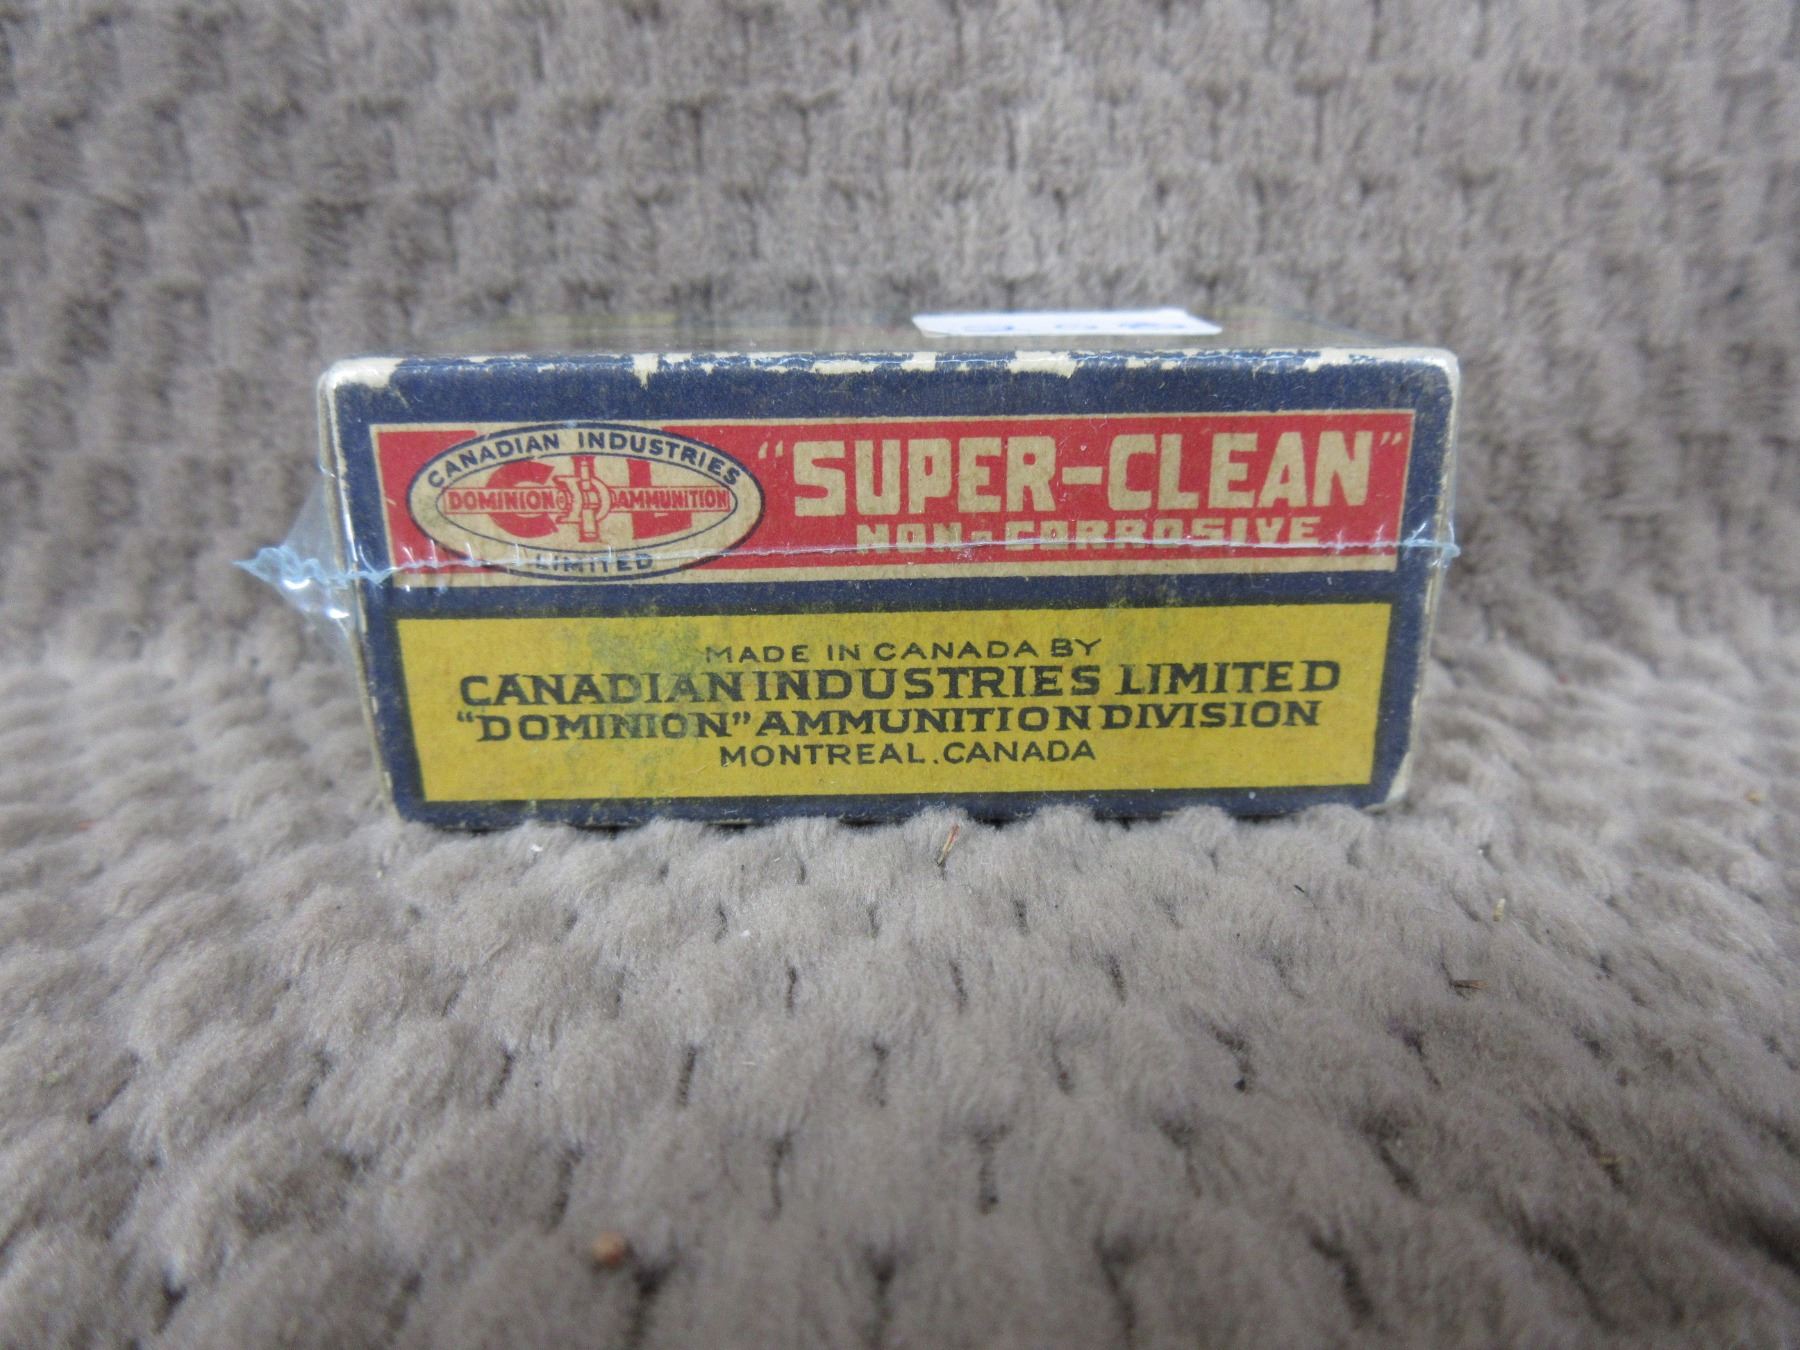 CANADIAN INDUSTRIES
DOMINION AMMUNITION
LIMITED
"SUPER-CLEAN"
NON-CORROSIVE
MADE IN CANADA BY
CANADIAN INDUSTRIES LIMITED
"DOMINION" AMMUNITION DIVISION
MONTREAL. CANADA